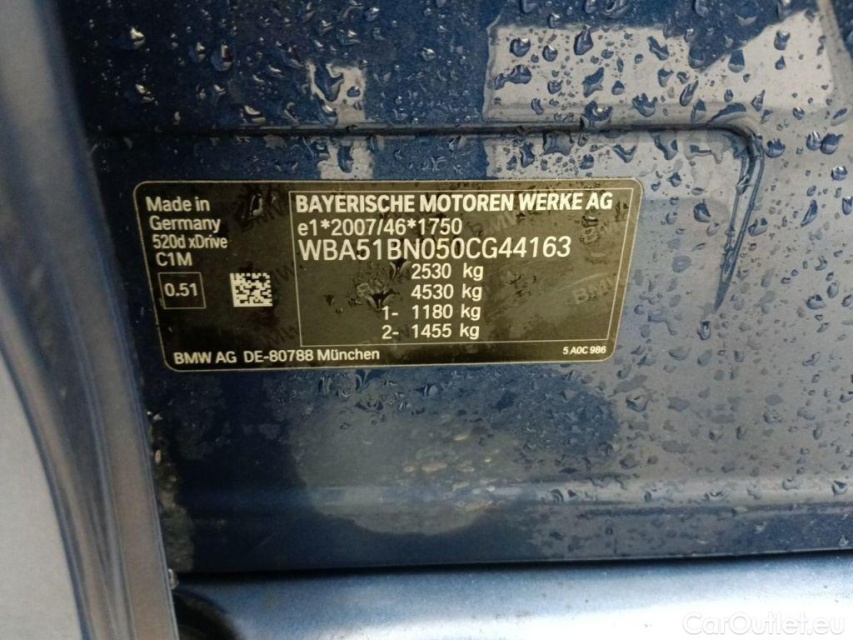 Made in
Germany
520d xDrive
C1M
0.51
BAYERISCHE MOTOREN WERKE AG
e1*2007/46*1750
WBA51BN050CG44163
2530 kg
4530 kg
1- 1180 kg
2- 1455 kg
BMW AG DE-80788 München
5 A0C 986
CarOutlet.eu